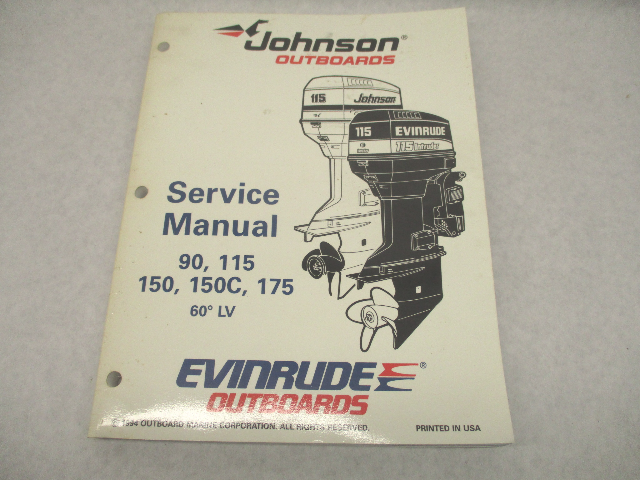 Johnson®
OUTBOARDS
115 Johnson
115 EVINRUDE
115 Intruder
Service
Manual
90, 115
150, 150C, 175
60° LV
EVINRUDE®
OUTBOARDS
© 1994 OUTBOARD MARINE CORPORATION. ALL RIGHTS RESERVED. PRINTED IN USA